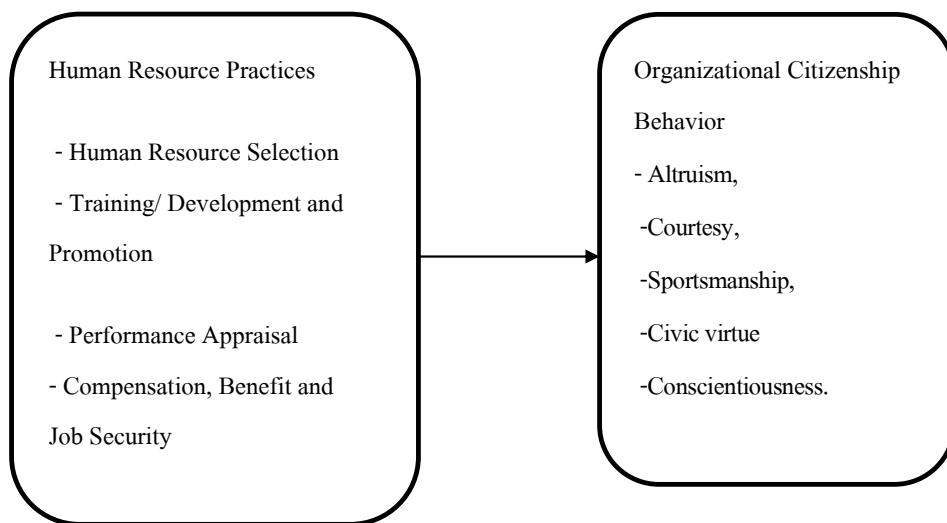 Human Resource Practices
- Human Resource Selection
- Training/ Development and
Promotion
- Performance Appraisal
- Compensation, Benefit and
Job Security
Organizational Citizenship
Behavior
- Altruism,
-Courtesy,
-Sportsmanship,
-Civic virtue
-Conscientiousness.